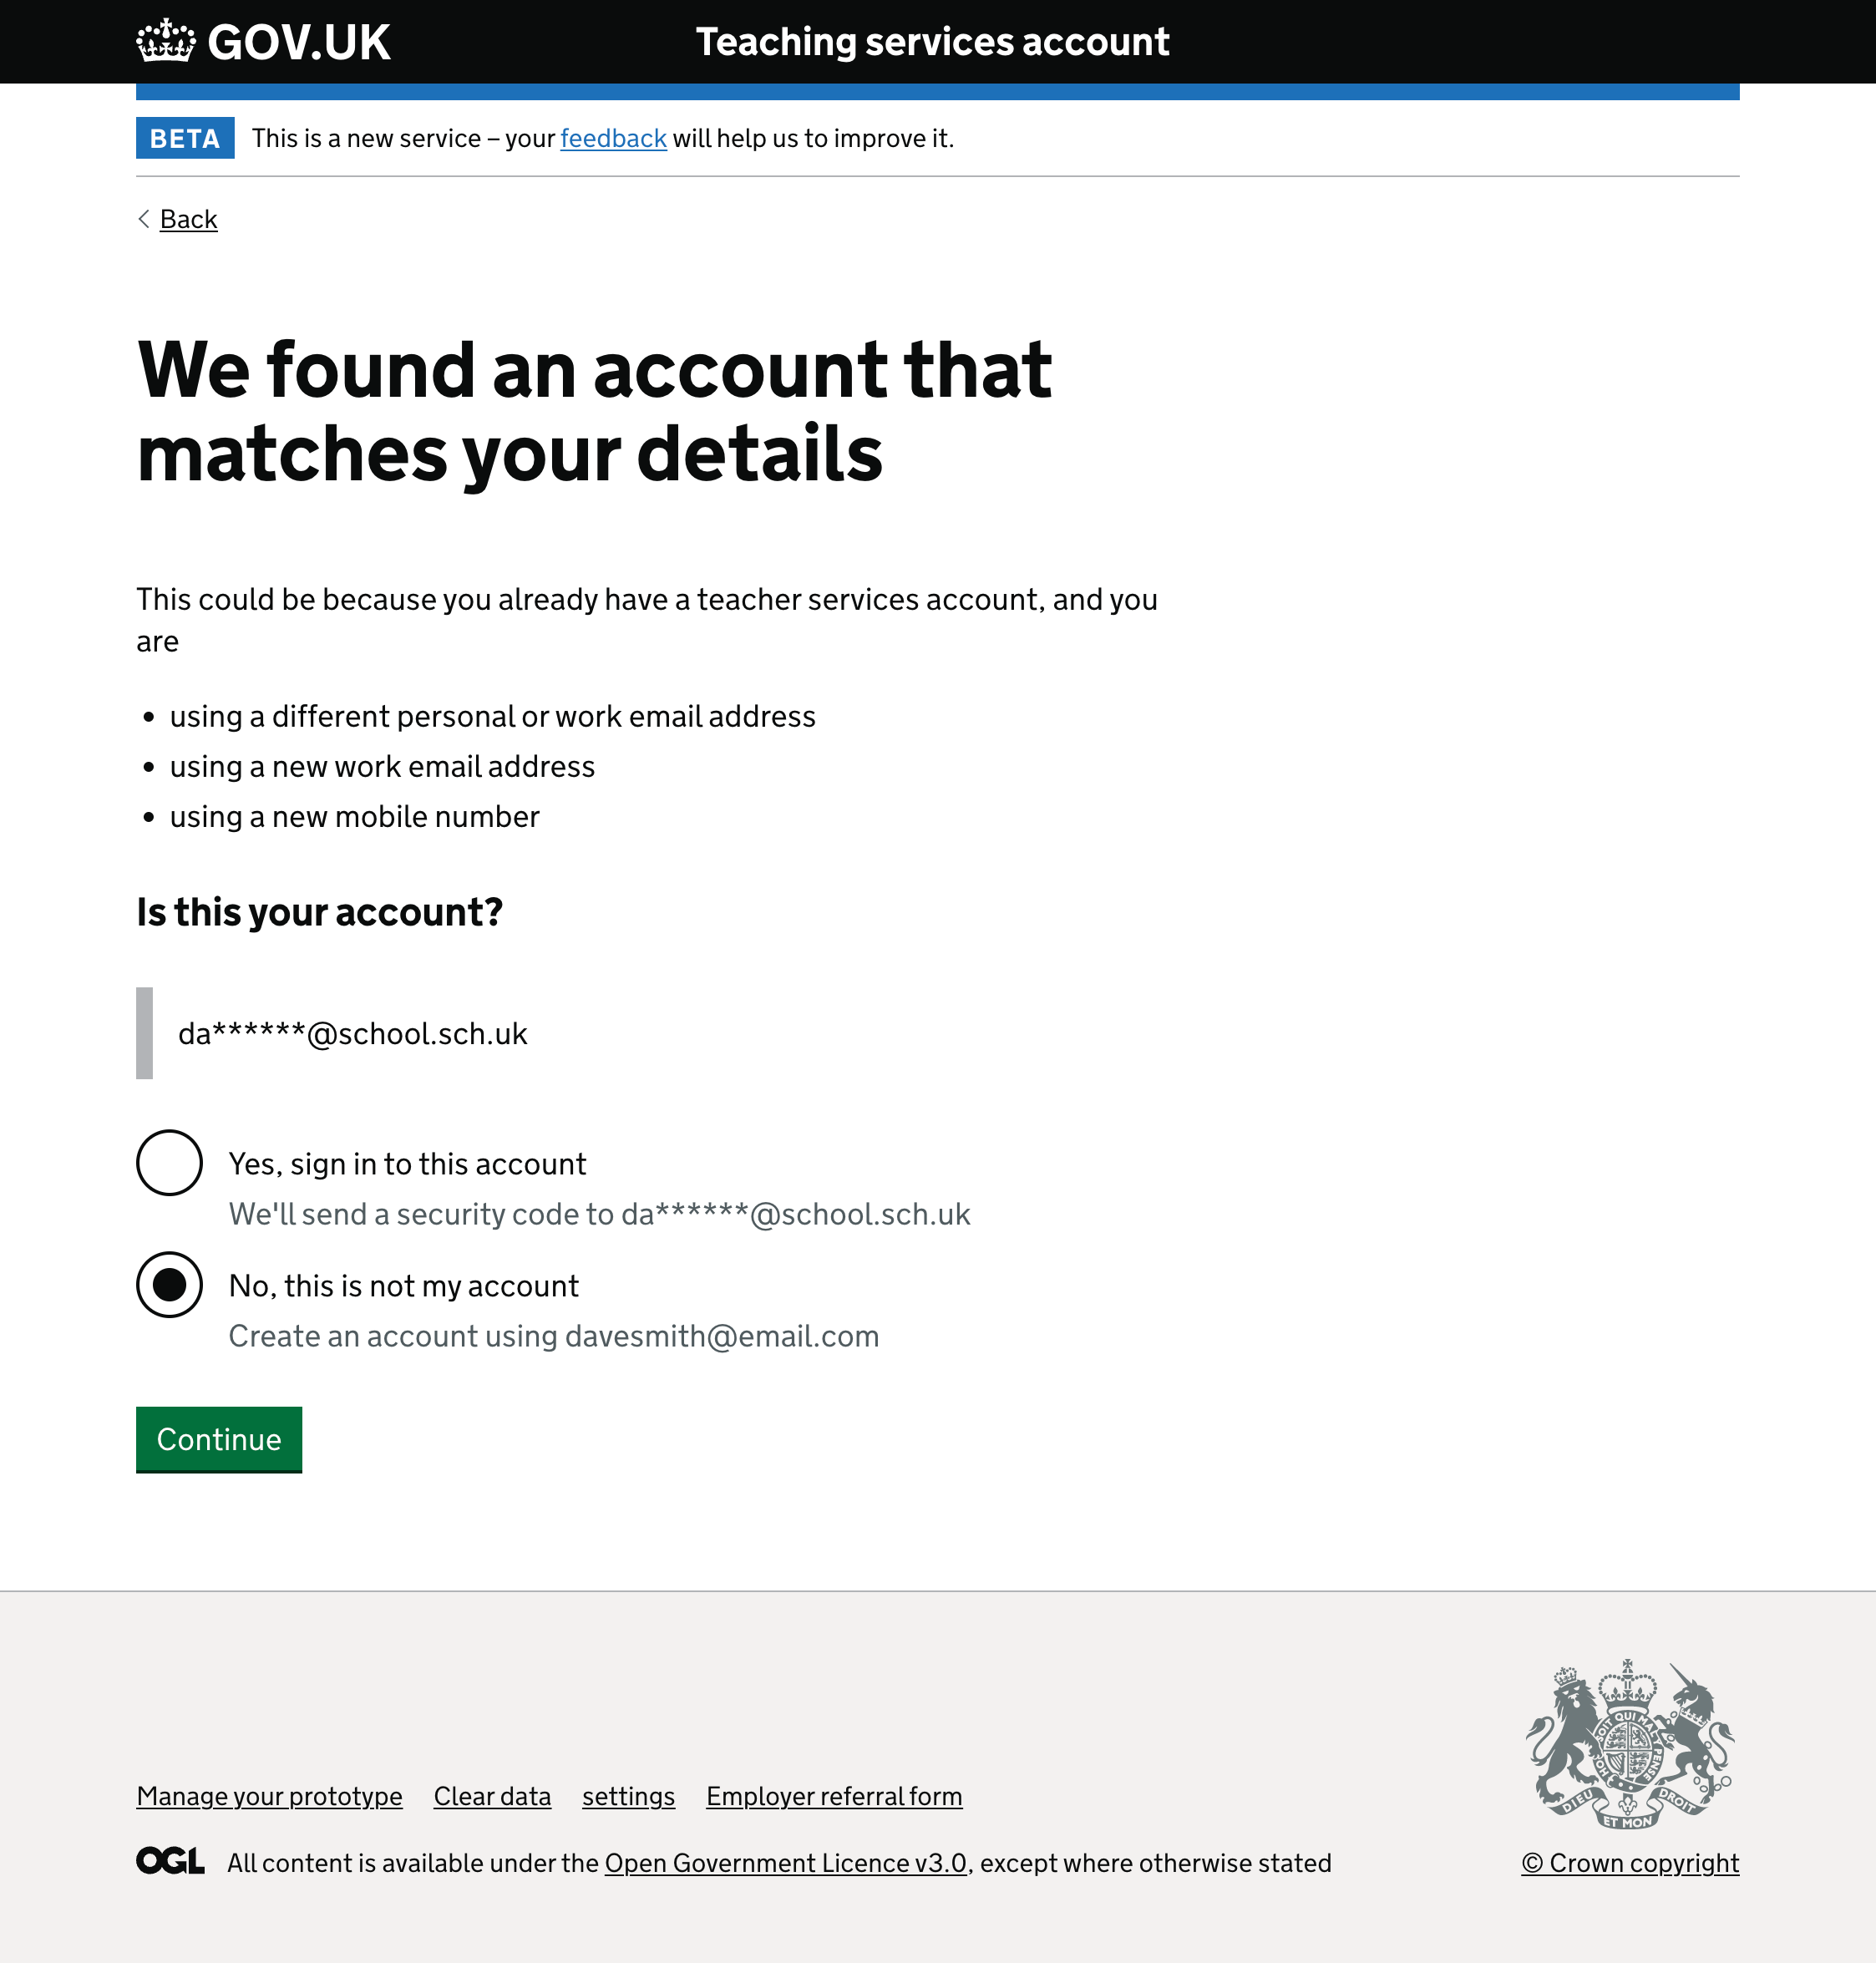 GOV.UK
Teaching services account
BETA This is a new service – your feedback will help us to improve it.
Back
We found an account that
matches your details
This could be because you already have a teacher services account, and you
are
• using a different personal or work email address
• using a new work email address
• using a new mobile number
Is this your account?
da******@school.sch.uk
Yes, sign in to this account
We'll send a security code to da******@school.sch.uk
No, this is not my account
Create an account using davesmith@email.com
Continue
Manage your prototype Clear data settings Employer referral form
DIEU ET MON DROIT
OGL All content is available under the Open Government Licence v3.0, except where otherwise stated
© Crown copyright